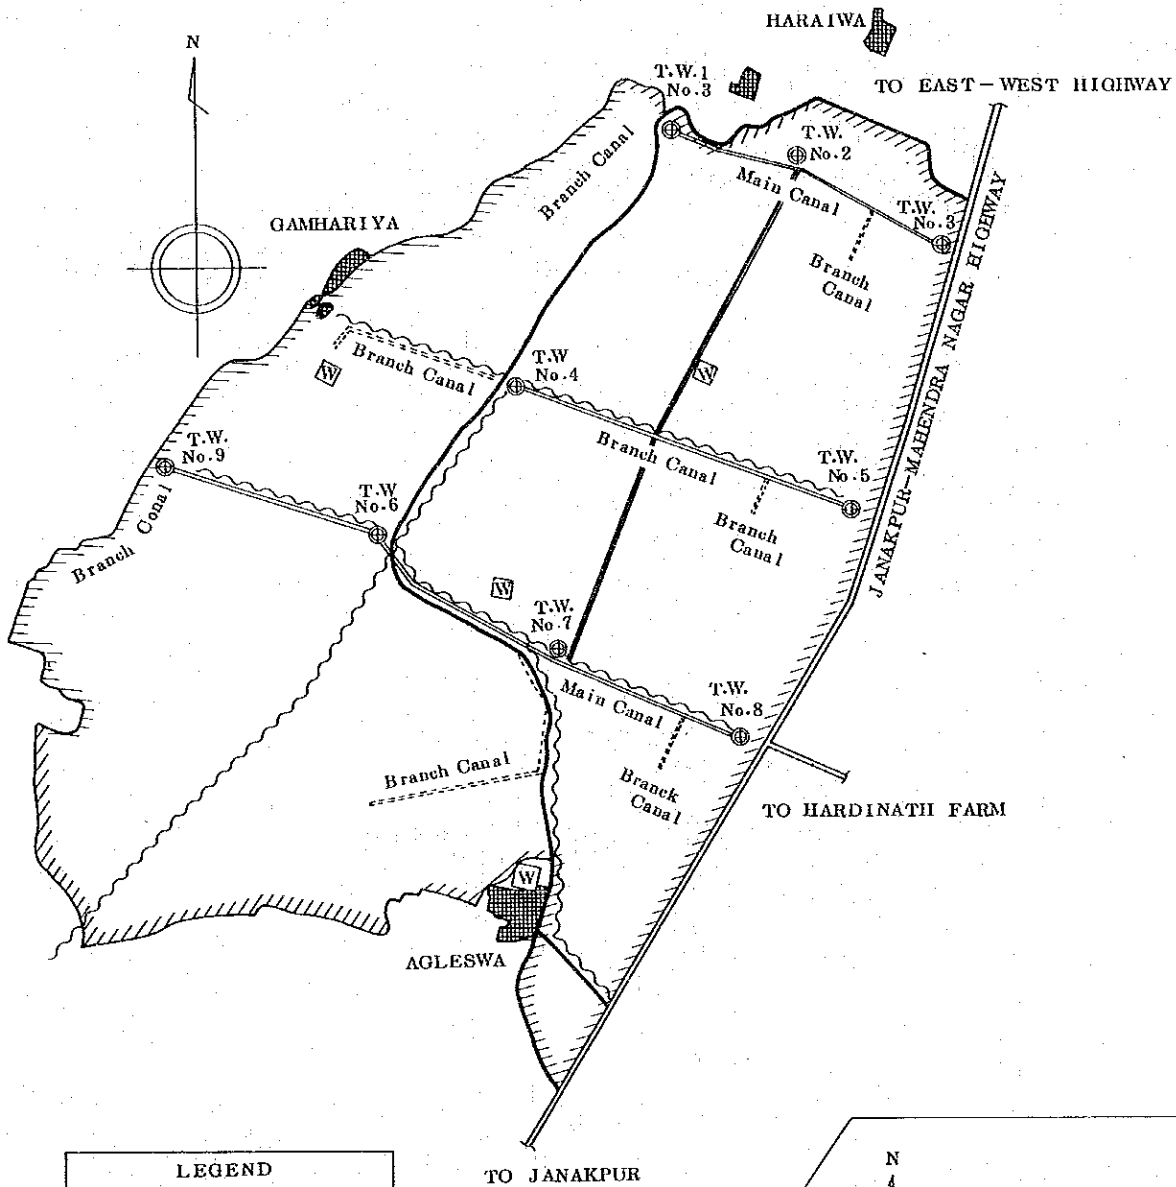 HARAIWA
N
T.W.1
No.3
TO EAST-WEST HIGHWAY
T.W.
No.2
Branch Canal
Main Canal
T.W.
No.3
GAMHARIYA
Branch
Canal
JANAKPUR-MAHENDRA NAGAR HIGHWAY
Branch Canal
T.W
No.4
W
W
T.W.
No.9
Branch Canal
T.W.
No.5
Branch Conal
T.W
No.6
Branch
Canal
W
T.W.
No.7
Main Canal
T.W.
No.8
Branch Canal
Branck
Canal
TO HARDINATH FARM
W
AGLESWA
LEGEND
TO JANAKPUR
N